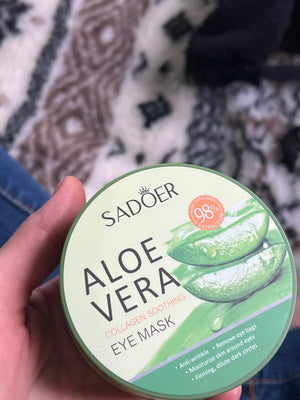 SADOER
98%
ALOE
VERA
COLLAGEN SOOTHING
EYE MASK
• Anti-wrinkle • Remove eye bags
• Moisturize skin around eyes
• Firming, dilute dark circles